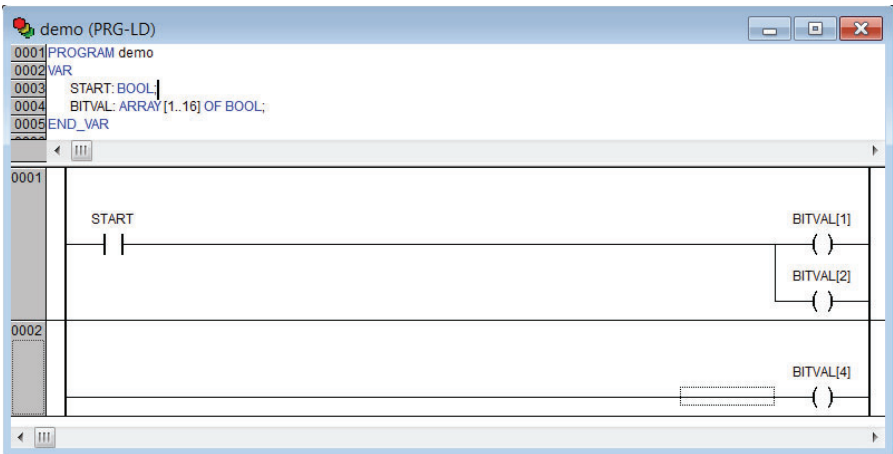 demo (PRG-LD)
0001 PROGRAM demo
0002 VAR
0003 START: BOOL;
0004 BITVAL: ARRAY [1..16] OF BOOL;
0005 END_VAR
0001
START
BITVAL[1]
BITVAL[2]
0002
BITVAL[4]